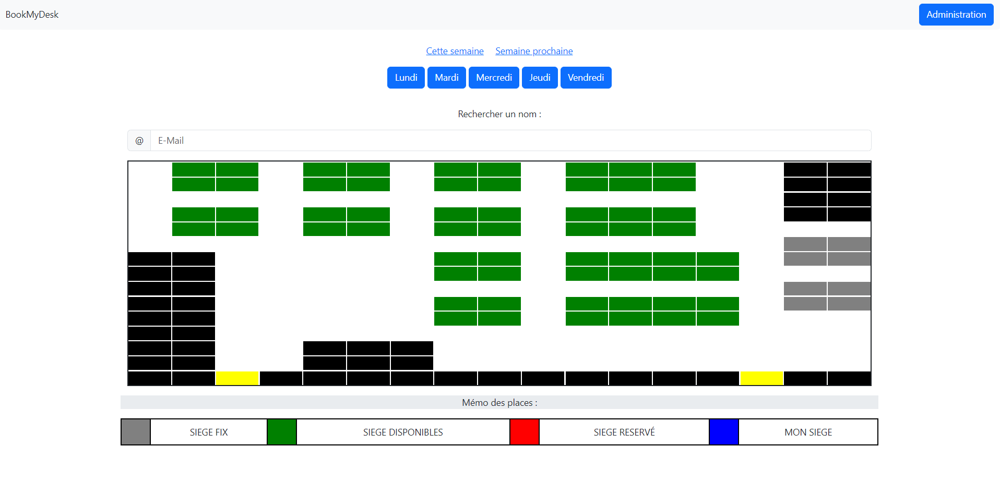 BookMyDesk
Administration
Cette semaine Semaine prochaine
Lundi Mardi Mercredi Jeudi Vendredi
Rechercher un nom :
@ E-Mail
Mémo des places :
SIEGE FIX SIEGE DISPONIBLES SIEGE RESERVÉ MON SIEGE